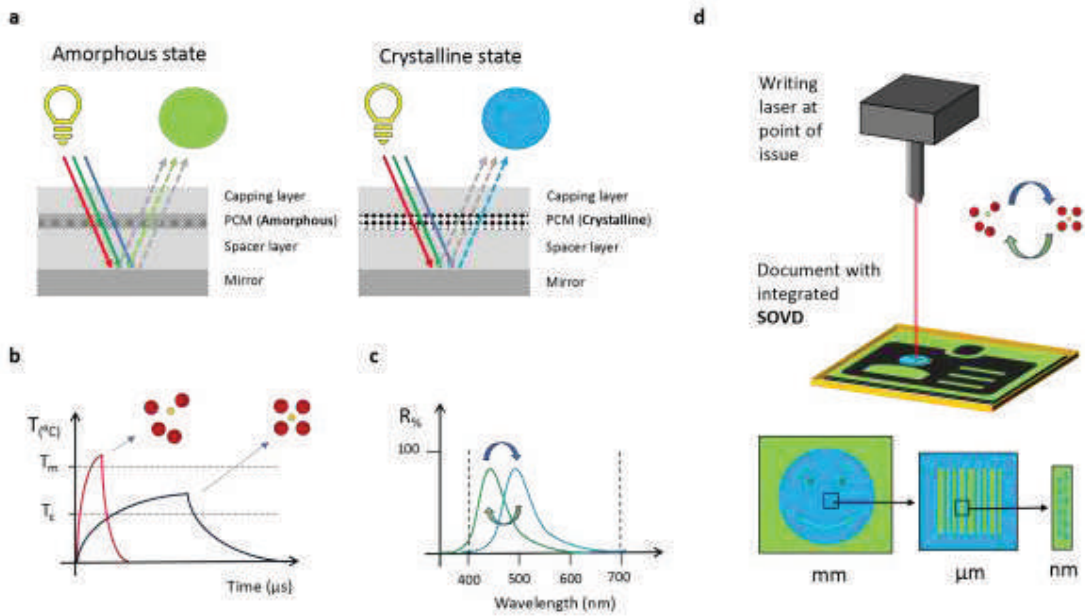 a
Amorphous state
Crystalline state
Capping layer
PCM (Amorphous)
Spacer layer
Mirror
Capping layer
PCM (Crystalline)
Spacer layer
Mirror
b
T(ºC)
Tm
Tc
Time (μs)
c
R%
100
400
500
600
700
Wavelength (nm)
d
Writing
laser at
point of
issue
Document with
integrated
SOVD
mm
μm
nm